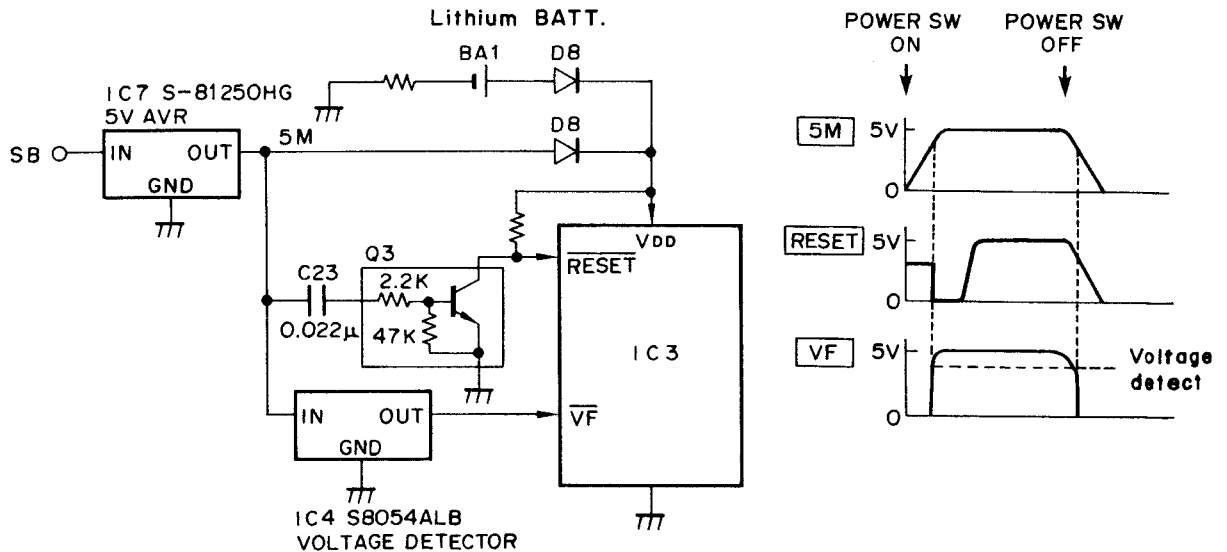 Lithium BATT.
BA1
D8
IC7 S-81250HG
5V AVR
SB
IN
OUT
GND
5M
D8
VDD
RESET
Q3
C23
2.2K
0.022μ
47K
IC3
IN
OUT
VF
GND
IC4 S8054ALB
VOLTAGE DETECTOR
POWER SW
ON
POWER SW
OFF
5M
5V
0
RESET
5V
0
VF
5V
0
Voltage
detect